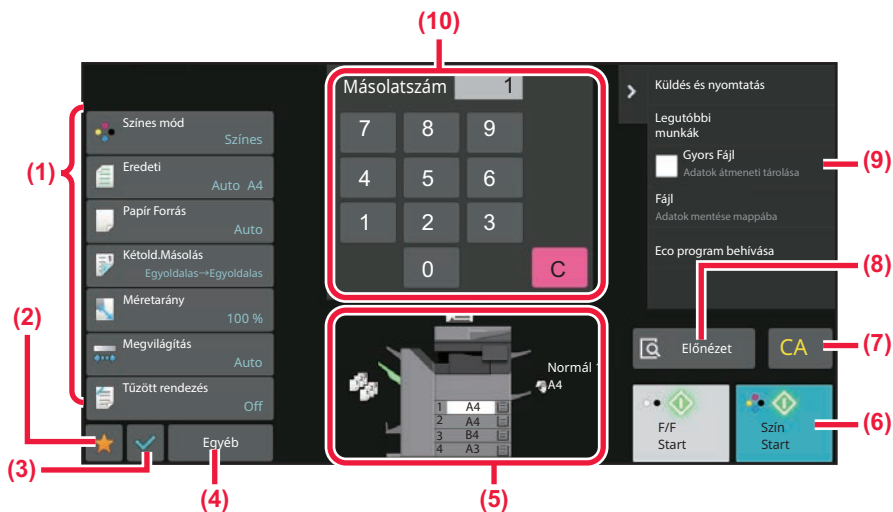 (10)
Másolatszám 1
7 8 9
4 5 6
1 2 3
0 C
(1)
Színes mód
Színes
Eredeti
Auto A4
Papír Forrás
Auto
Kétold.Másolás
Egyoldalas→Egyoldalas
Méretarány
100 %
Megvilágítás
Auto
Tűzött rendezés
Off
(2)
(3)
Egyéb
(4)
Normál 1
A4
1 A4
2 A4
3 B4
4 A3
(5)
Küldés és nyomtatás
Legutóbbi
munkák
Gyors Fájl
Adatok átmeneti tárolása
(9)
Fájl
Adatok mentése mappába
Eco program behívása
(8)
Előnézet
CA
(7)
F/F
Start
Szín
Start
(6)